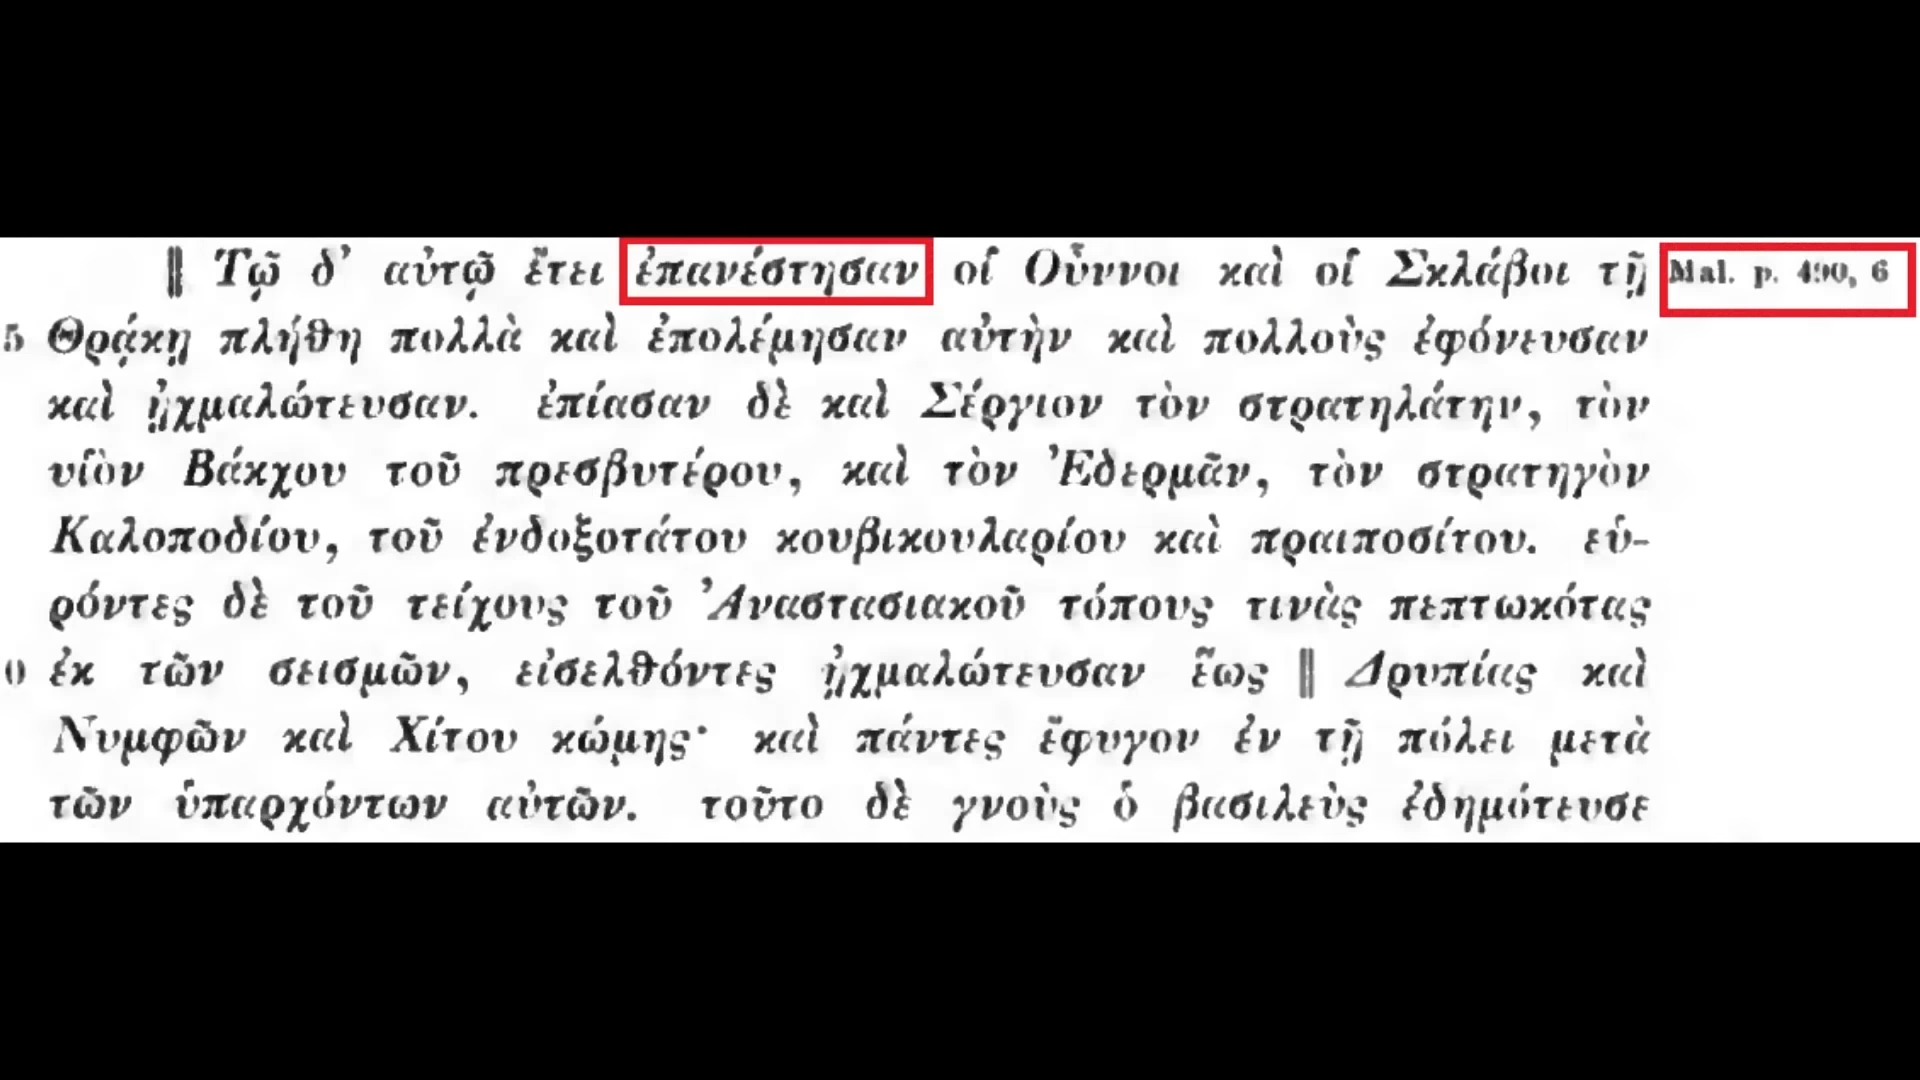 ‖ Τῷ δ’ αὐτῷ ἔτει ἐπανέστησαν οἱ Οὖννοι καὶ οἱ Σκλάβοι τῇ Mal. p. 490, 6
5 Θρᾴκῃ πλήθη πολλὰ καὶ ἐπολέμησαν αὐτὴν καὶ πολλοὺς ἐφόνευσαν
καὶ ᾐχμαλώτευσαν. ἐπίασαν δὲ καὶ Σέργιον τὸν στρατηλάτην, τὸν
υἱὸν Βάκχου τοῦ πρεσβυτέρου, καὶ τὸν Ἐδερμᾶν, τὸν στρατηγὸν
Καλοποδίου, τοῦ ἐνδοξοτάτου κουβικουλαρίου καὶ πραιποσίτου. εὑ-
ρόντες δὲ τοῦ τείχους τοῦ Ἀναστασιακοῦ τόπους τινὰς πεπτωκότας
0 ἐκ τῶν σεισμῶν, εἰσελθόντες ᾐχμαλώτευσαν ἕως ‖ Δρυπίας καὶ
Νυμφῶν καὶ Χίτου κώμης· καὶ πάντες ἔφυγον ἐν τῇ πόλει μετὰ
τῶν ὑπαρχόντων αὐτῶν. τοῦτο δὲ γνοὺς ὁ βασιλεὺς ἐδημότευσε